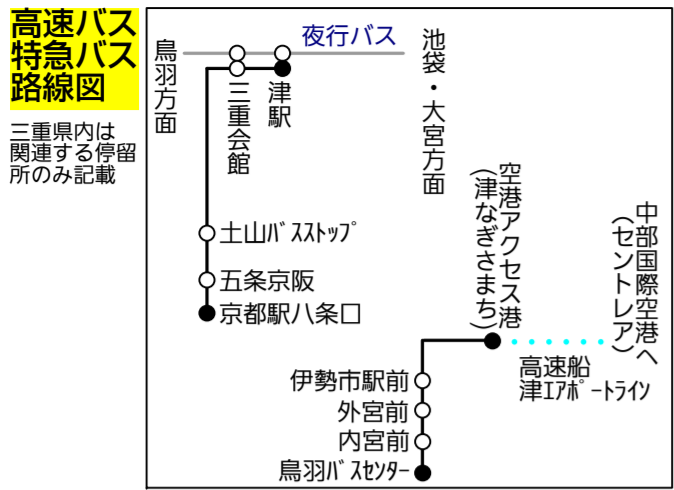 高速バス
特急バス
路線図
三重県内は
関連する停留
所のみ記載
鳥羽方面
夜行バス
池袋・大宮方面
三重会館
津駅
土山ﾊﾞｽｽﾄｯﾌﾟ
五条京阪
京都駅八条口
空港アクセス港
(津なぎさまち)
中部国際空港へ
(セントレア)
高速船
津ｴｱﾎﾟｰﾄﾗｲﾝ
伊勢市駅前
外宮前
内宮前
鳥羽ﾊﾞｽｾﾝﾀｰ